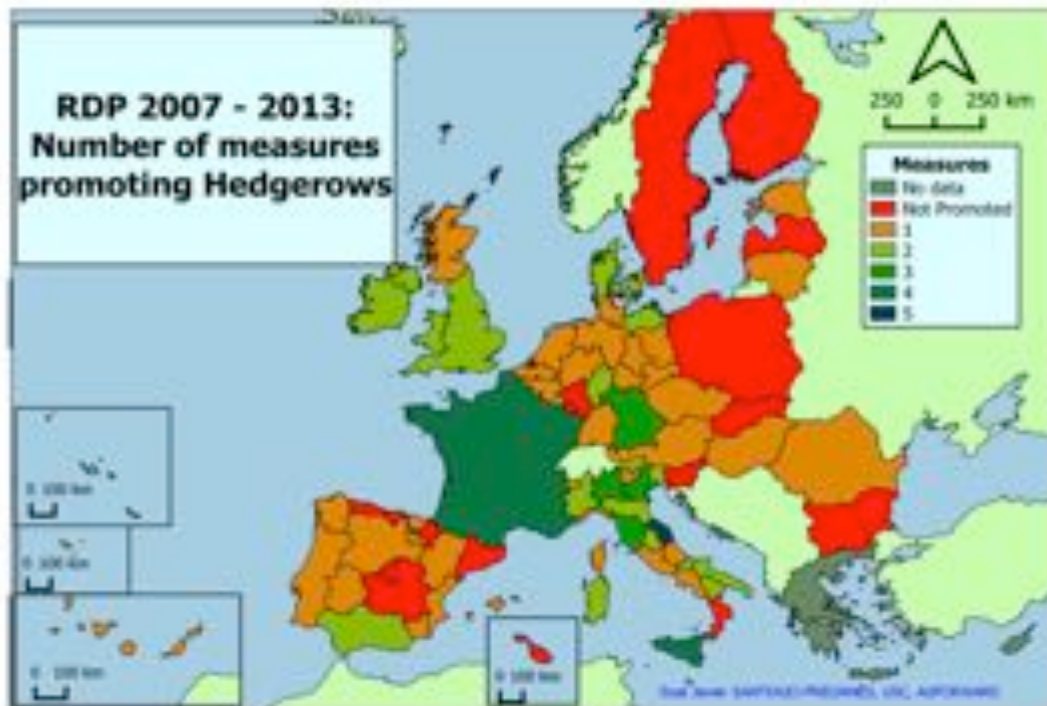 RDP 2007 - 2013:
Number of measures
promoting Hedgerows
250 0 250 km
Measures
No data
Not Promoted
1
2
3
4
5
0 100 km
0 100 km
0 100 km
0 100 km